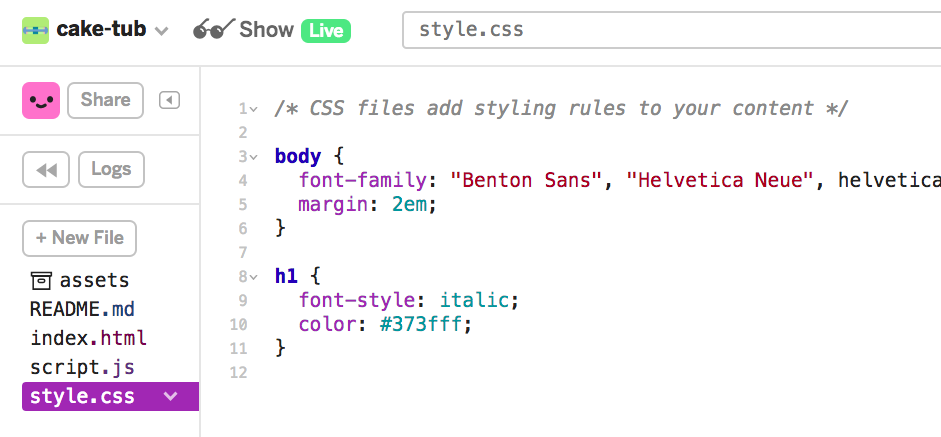 cake-tub Show Live style.css
Share
Logs
+ New File
assets
README.md
index.html
script.js
style.css
1 /* CSS files add styling rules to your content */
2
3 body {
4 font-family: "Benton Sans", "Helvetica Neue", helvetica
5 margin: 2em;
6 }
7
8 h1 {
9 font-style: italic;
10 color: #373fff;
11 }
12